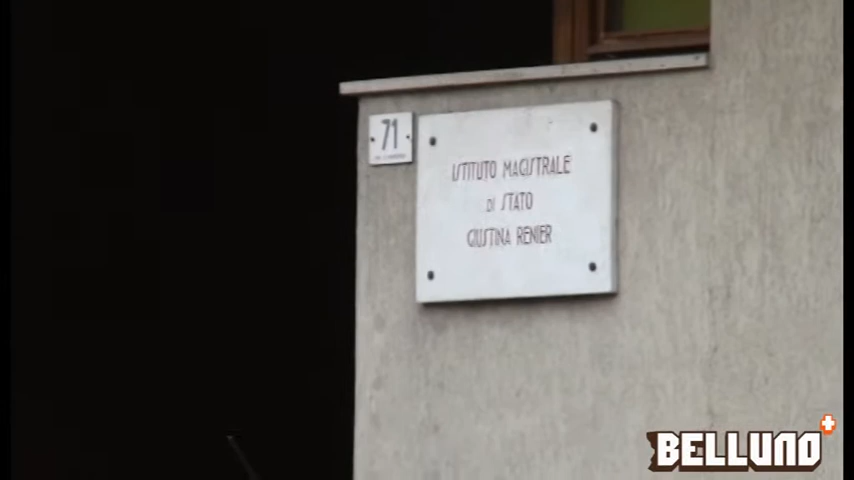 71
ISTITUTO MAGISTRALE
DI STATO
GIUSTINA RENIER
BELLUNO+